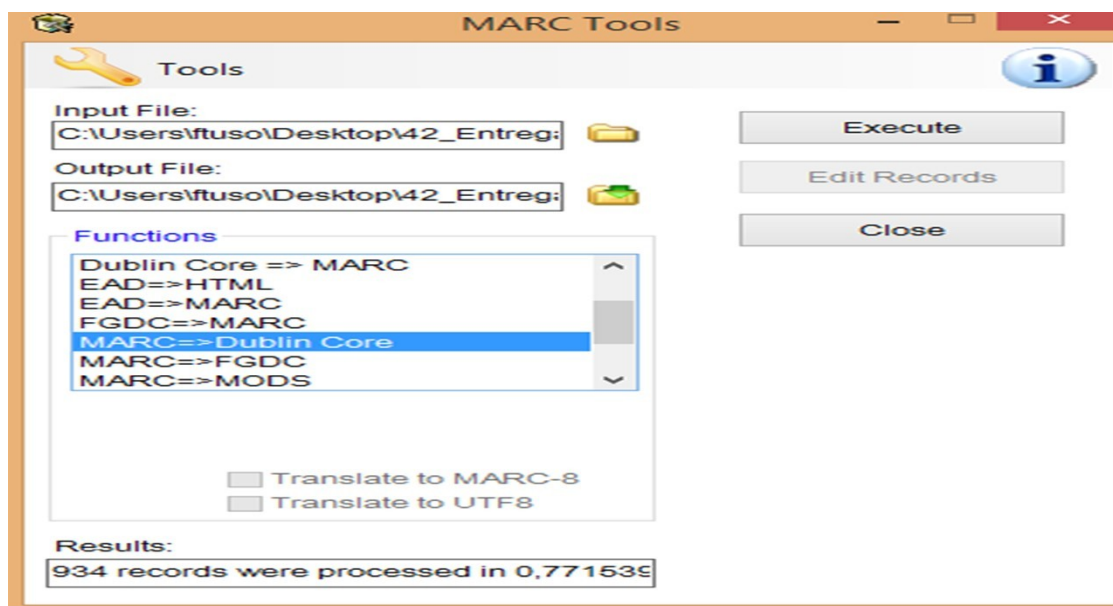 MARC Tools
Tools
Input File:
C:\Users\ftuso\Desktop\42_Entrega
Execute
Output File:
C:\Users\ftuso\Desktop\42_Entrega
Edit Records
Close
Functions
Dublin Core => MARC
EAD=>HTML
EAD=>MARC
FGDC=>MARC
MARC=>Dublin Core
MARC=>FGDC
MARC=>MODS
Translate to MARC-8
Translate to UTF8
Results:
934 records were processed in 0,771539